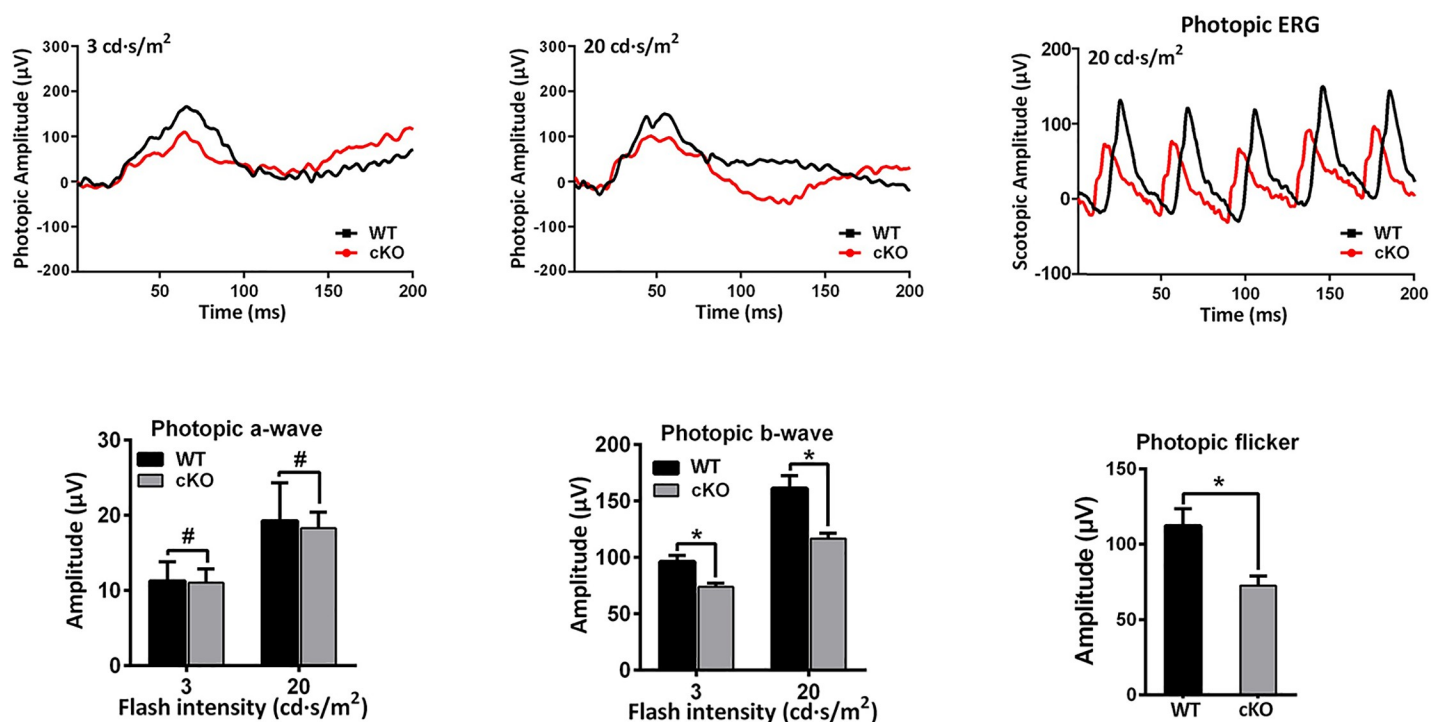 3 cd·s/m²
Photopic Amplitude (µV)
300
200
100
0
-100
-200
WT
cKO
50
100
150
200
Time (ms)
20 cd·s/m²
Photopic Amplitude (µV)
300
200
100
0
-100
-200
WT
cKO
50
100
150
200
Time (ms)
Photopic ERG
20 cd·s/m²
Scotopic Amplitude (µV)
200
100
0
-100
WT
cKO
50
100
150
200
Time (ms)
Photopic a-wave
WT
cKO
Amplitude (µV)
30
20
10
0
#
#
3
20
Flash intensity (cd·s/m²)
Photopic b-wave
WT
cKO
Amplitude (µV)
200
150
100
50
0
*
*
3
20
Flash intensity (cd·s/m²)
Photopic flicker
Amplitude (µV)
150
100
50
0
*
WT
cKO